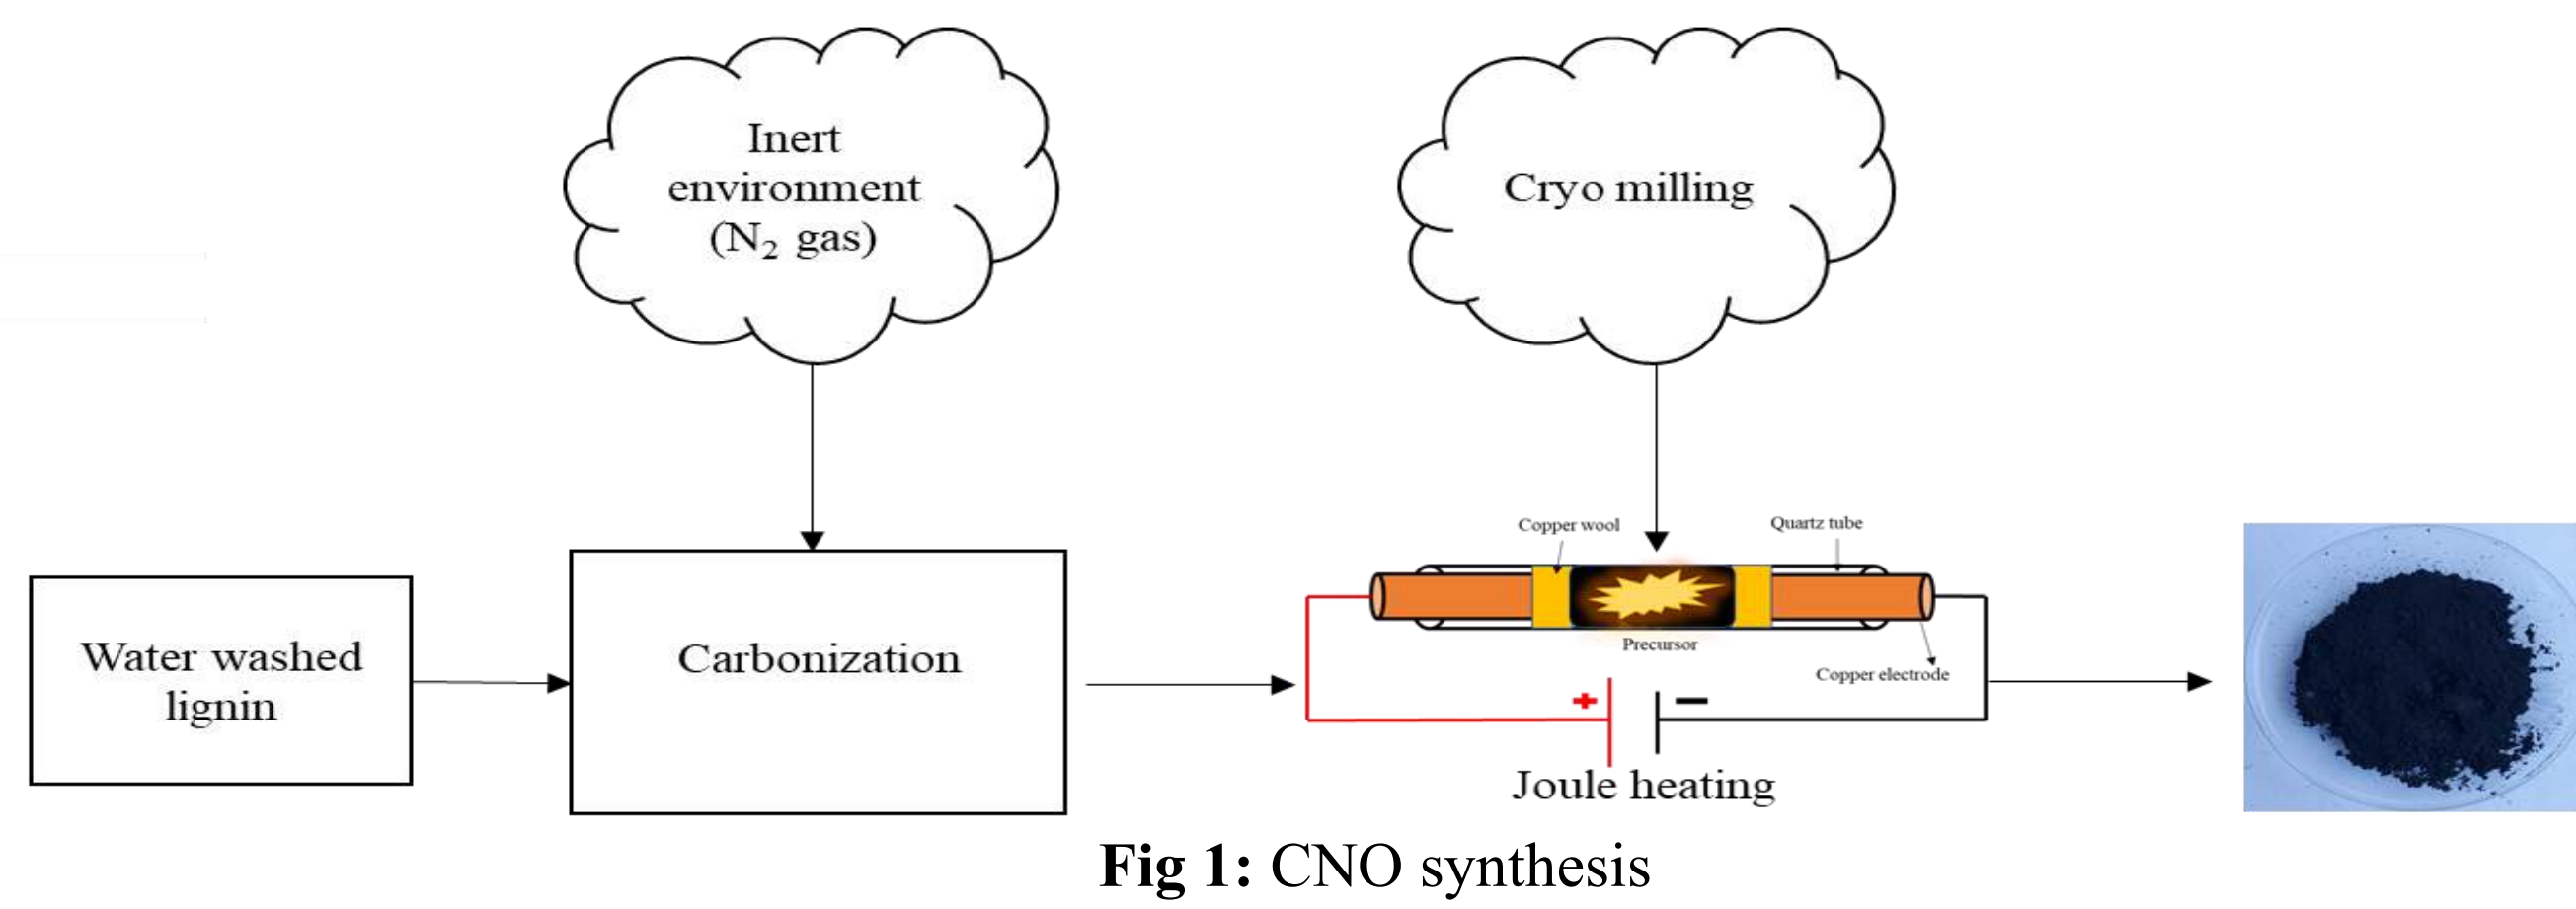 Inert
environment
(N₂ gas)
Cryo milling
Copper wool
Quartz tube
Water washed
lignin
Carbonization
Precursor
Copper electrode
+
−
Joule heating
Fig 1: CNO synthesis